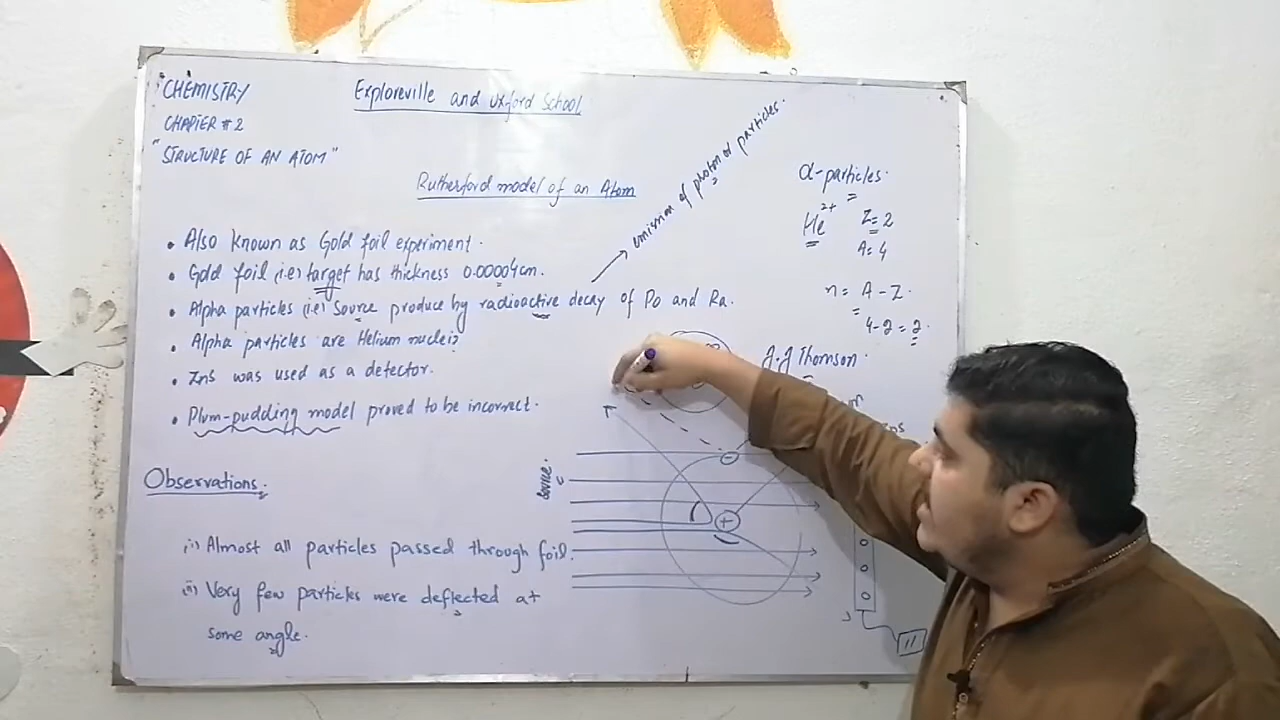 CHEMISTRY
Exploreville and Oxford School
CHAPTER # 2
"STRUCTURE OF AN ATOM"
Rutherford model of an Atom
• Also known as Gold foil experiment.
• Gold foil (i.e) target has thickness 0.00004cm.
• Alpha particles (i.e) source produce by radioactive decay of Po and Ra.
emission of photon or particles.
• Alpha particles are Helium nuclei
• ZnS was used as a detector.
• Plum-pudding model proved to be incorrect.
Observations.
i) Almost all particles passed through foil.
ii) Very few particles were deflected at
some angle.
source.
-
+
α-particles.
He2+ Z=2
A=4
n = A - Z.
= 4-2 = 2.
J.J Thomson.